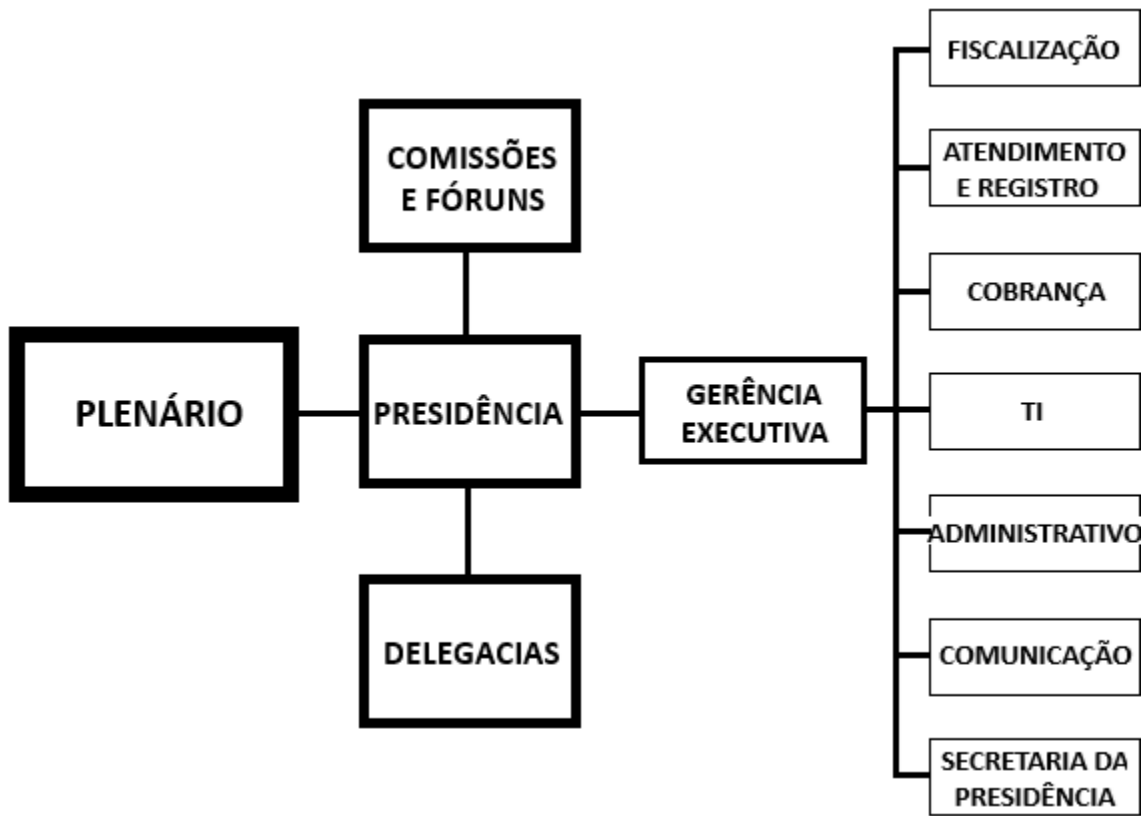 PLENÁRIO
COMISSÕES
E FÓRUNS
PRESIDÊNCIA
DELEGACIAS
GERÊNCIA
EXECUTIVA
FISCALIZAÇÃO
ATENDIMENTO
E REGISTRO
COBRANÇA
TI
ADMINISTRATIVO
COMUNICAÇÃO
SECRETARIA DA
PRESIDÊNCIA